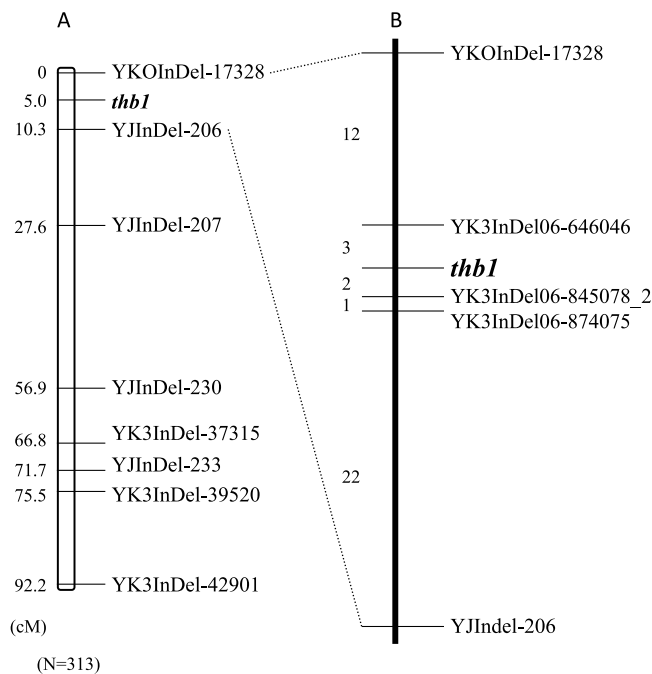 A
0 YKOInDel-17328
5.0 thb1
10.3 YJInDel-206
27.6 YJInDel-207
56.9 YJInDel-230
66.8 YK3InDel-37315
71.7 YJInDel-233
75.5 YK3InDel-39520
92.2 YK3InDel-42901
(cM)
(N=313)
B
YKOInDel-17328
12
YK3InDel06-646046
3
thb1
2
YK3InDel06-845078_2
1
YK3InDel06-874075
22
YJIndel-206